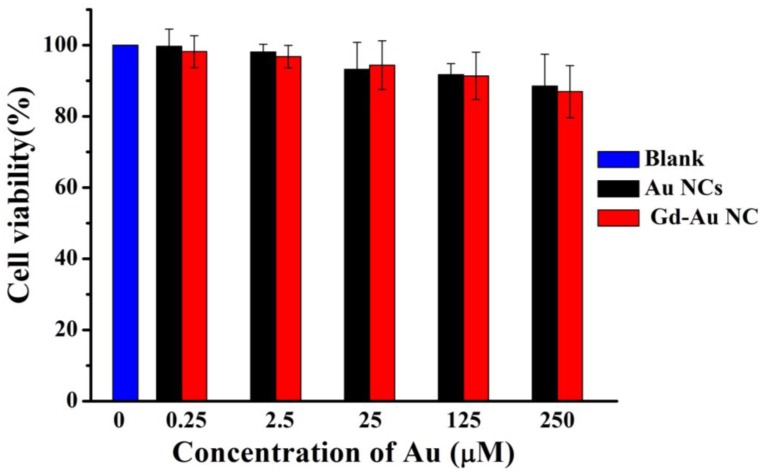 Cell viability(%)
100
80
60
40
20
0
0 0.25 2.5 25 125 250
Concentration of Au (μM)
Blank
Au NCs
Gd-Au NC